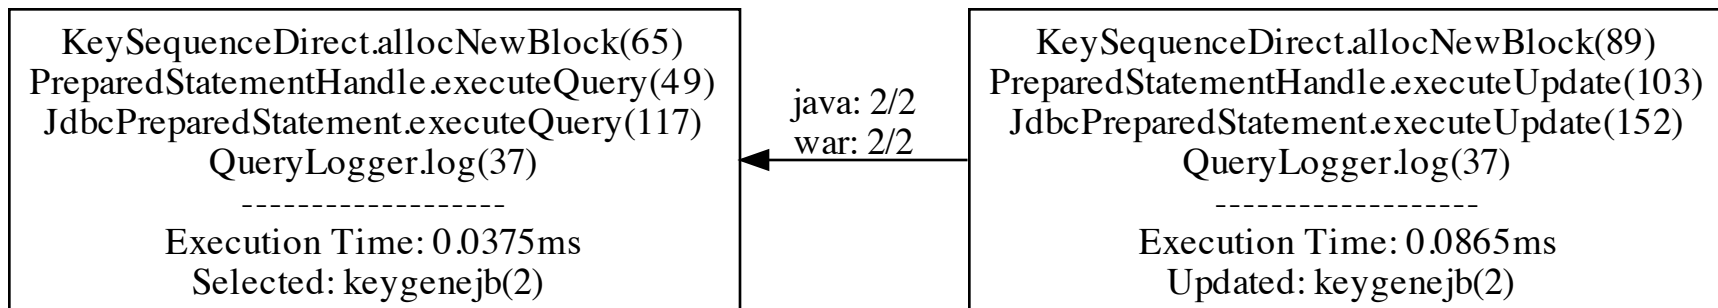 KeySequenceDirect.allocNewBlock(65)
PreparedStatementHandle.executeQuery(49)
JdbcPreparedStatement.executeQuery(117)
QueryLogger.log(37)
-------------------
Execution Time: 0.0375ms
Selected: keygenejb(2)
java: 2/2
war: 2/2
KeySequenceDirect.allocNewBlock(89)
PreparedStatementHandle.executeUpdate(103)
JdbcPreparedStatement.executeUpdate(152)
QueryLogger.log(37)
-------------------
Execution Time: 0.0865ms
Updated: keygenejb(2)